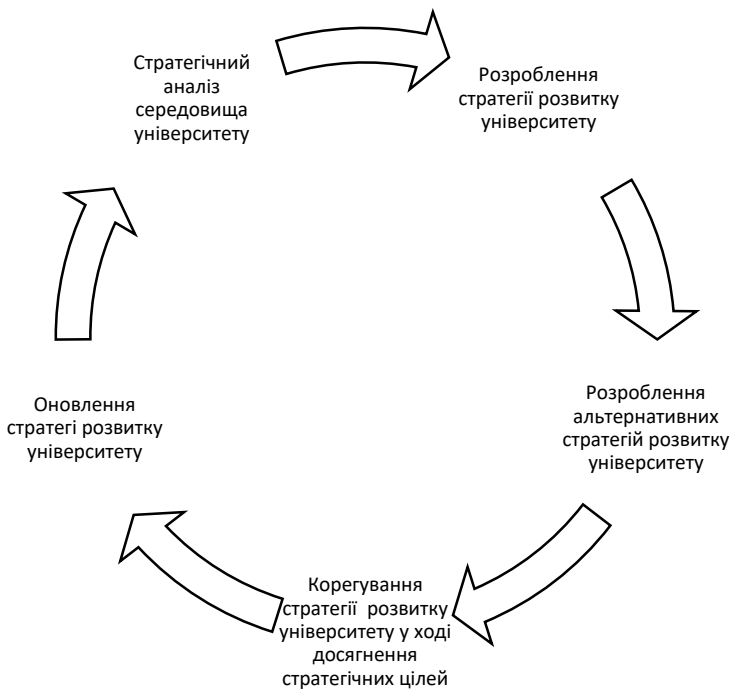 Стратегічний
аналіз
середовища
університету
Розроблення
стратегії розвитку
університету
Розроблення
альтернативних
стратегій розвитку
університету
Корегування
стратегії розвитку
університету у ході
досягнення
стратегічних цілей
Оновлення
стратегі розвитку
університету